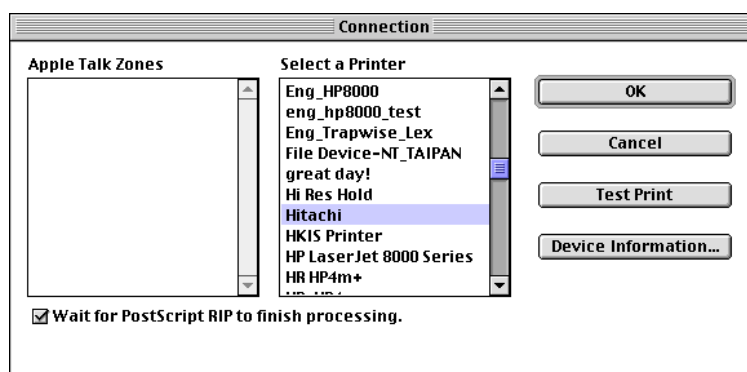 Connection
Apple Talk Zones
Select a Printer
Eng_HP8000
eng_hp8000_test
Eng_Trapwise_Lex
File Device-NT_TAIPAN
great day!
Hi Res Hold
Hitachi
HKIS Printer
HP LaserJet 8000 Series
HR HP4m+
OK
Cancel
Test Print
Device Information...
Wait for PostScript RIP to finish processing.